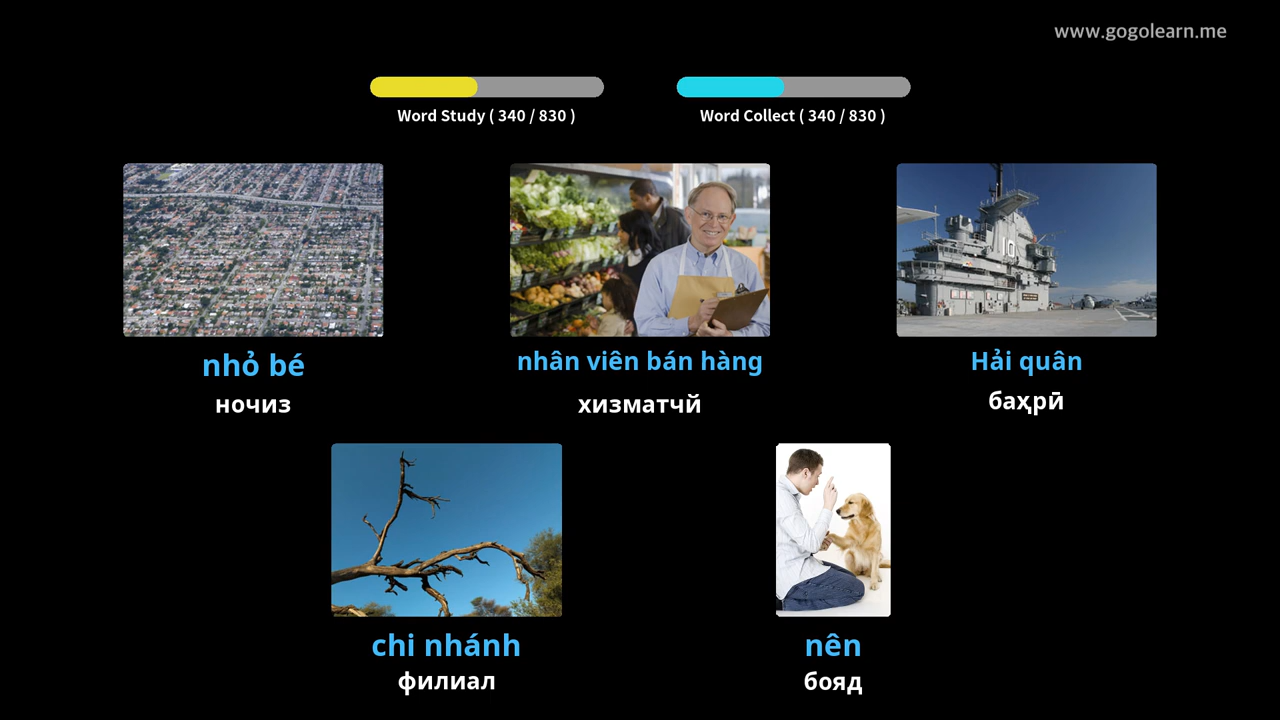 www.gogolearn.me
Word Study ( 340 / 830 )
Word Collect ( 340 / 830 )
nhỏ bé
ночиз
nhân viên bán hàng
хизматчӣ
Hải quân
баҳрӣ
10
chi nhánh
филиал
nên
бояд